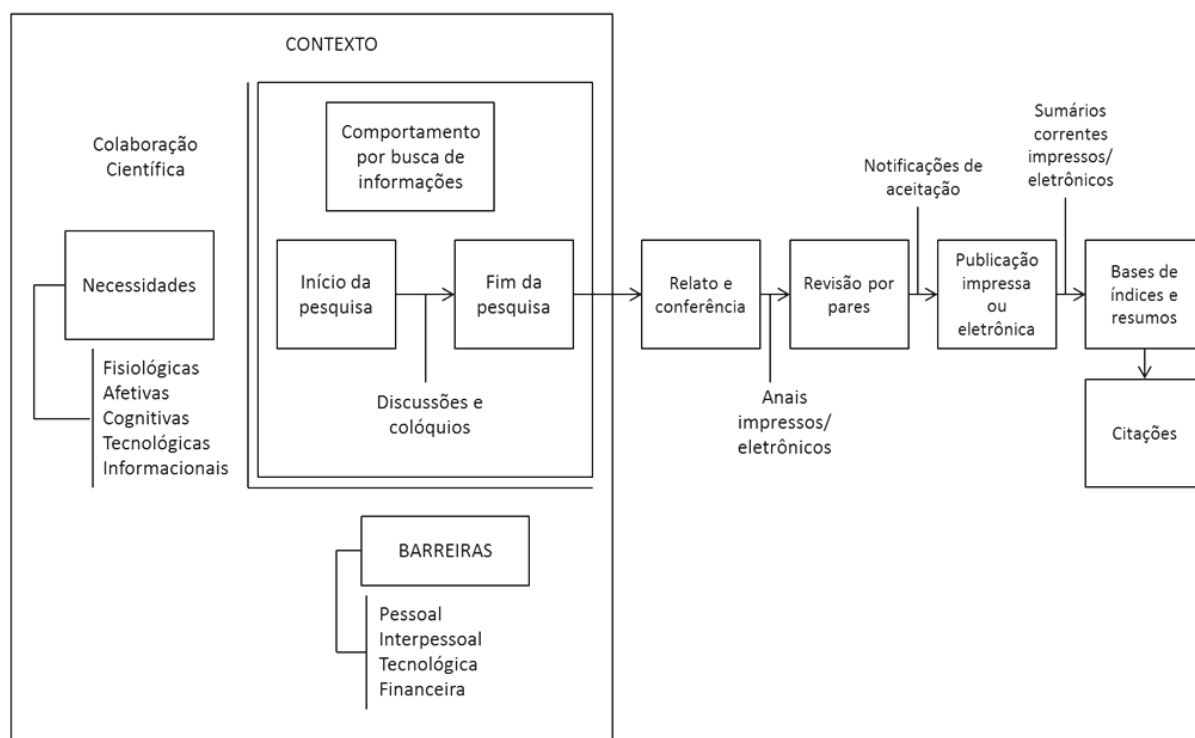 CONTEXTO
Colaboração
Científica
Comportamento
por busca de
informações
Necessidades
Fisiológicas
Afetivas
Cognitivas
Tecnológicas
Informacionais
Início da
pesquisa
Fim da
pesquisa
Discussões e
colóquios
BARREIRAS
Pessoal
Interpessoal
Tecnológica
Financeira
Relato e
conferência
Anais
impressos/
eletrônicos
Revisão por
pares
Notificações de
aceitação
Publicação
impressa
ou
eletrônica
Sumários
correntes
impressos/
eletrônicos
Bases de
índices e
resumos
Citações